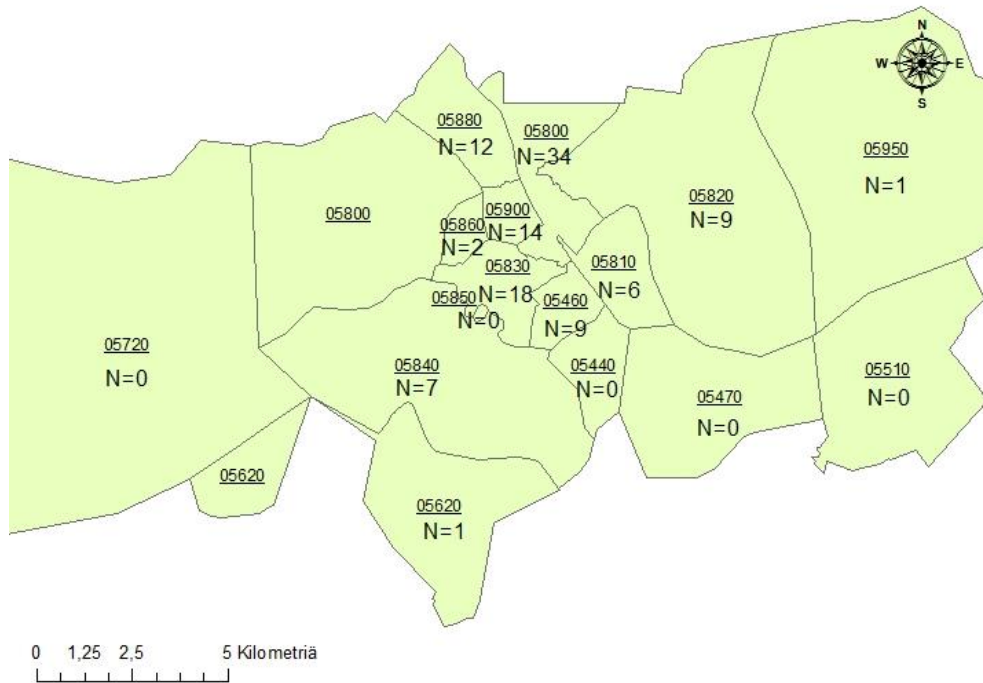 N
W E
S
05880
N=12
05800
N=34
05950
N=1
05820
N=9
05800
05860
N=2
05900
N=14
05810
N=6
05830
N=18
05850
N=0
05460
N=9
05720
N=0
05840
N=7
05440
N=0
05470
N=0
05510
N=0
05620
05620
N=1
0 1,25 2,5 5 Kilometriä